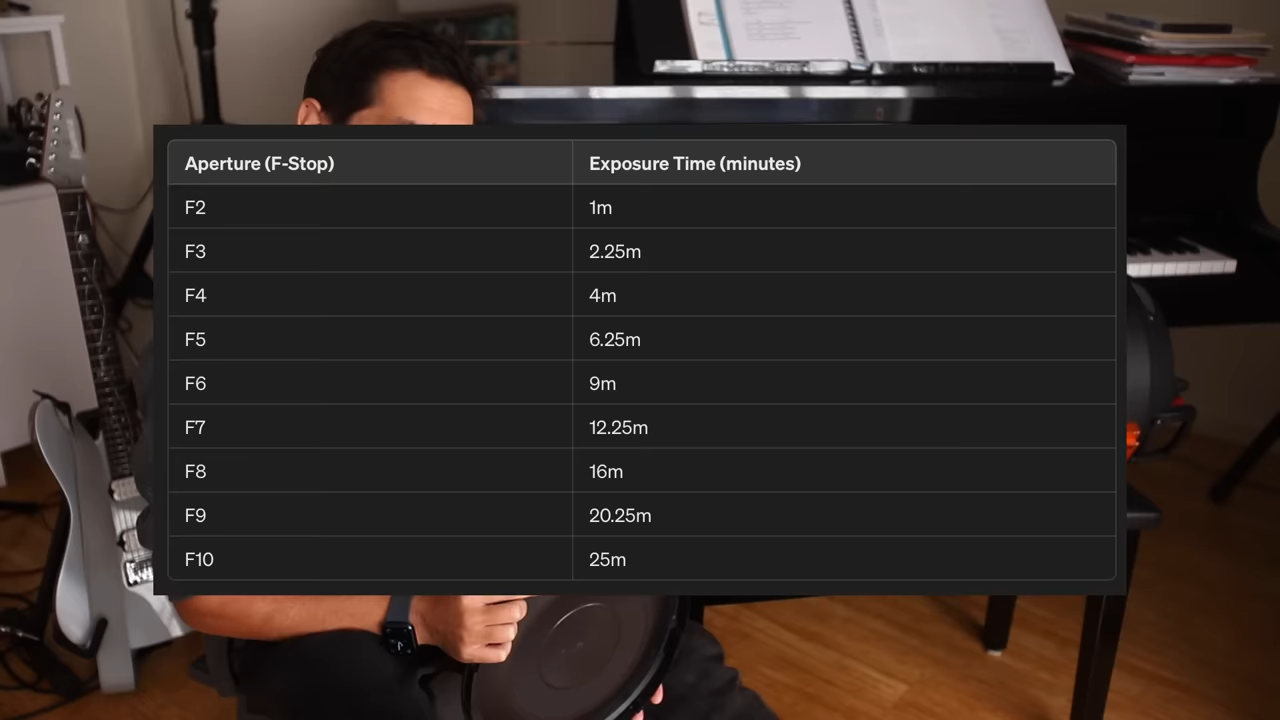 Aperture (F-Stop) Exposure Time (minutes)
F2 1m
F3 2.25m
F4 4m
F5 6.25m
F6 9m
F7 12.25m
F8 16m
F9 20.25m
F10 25m